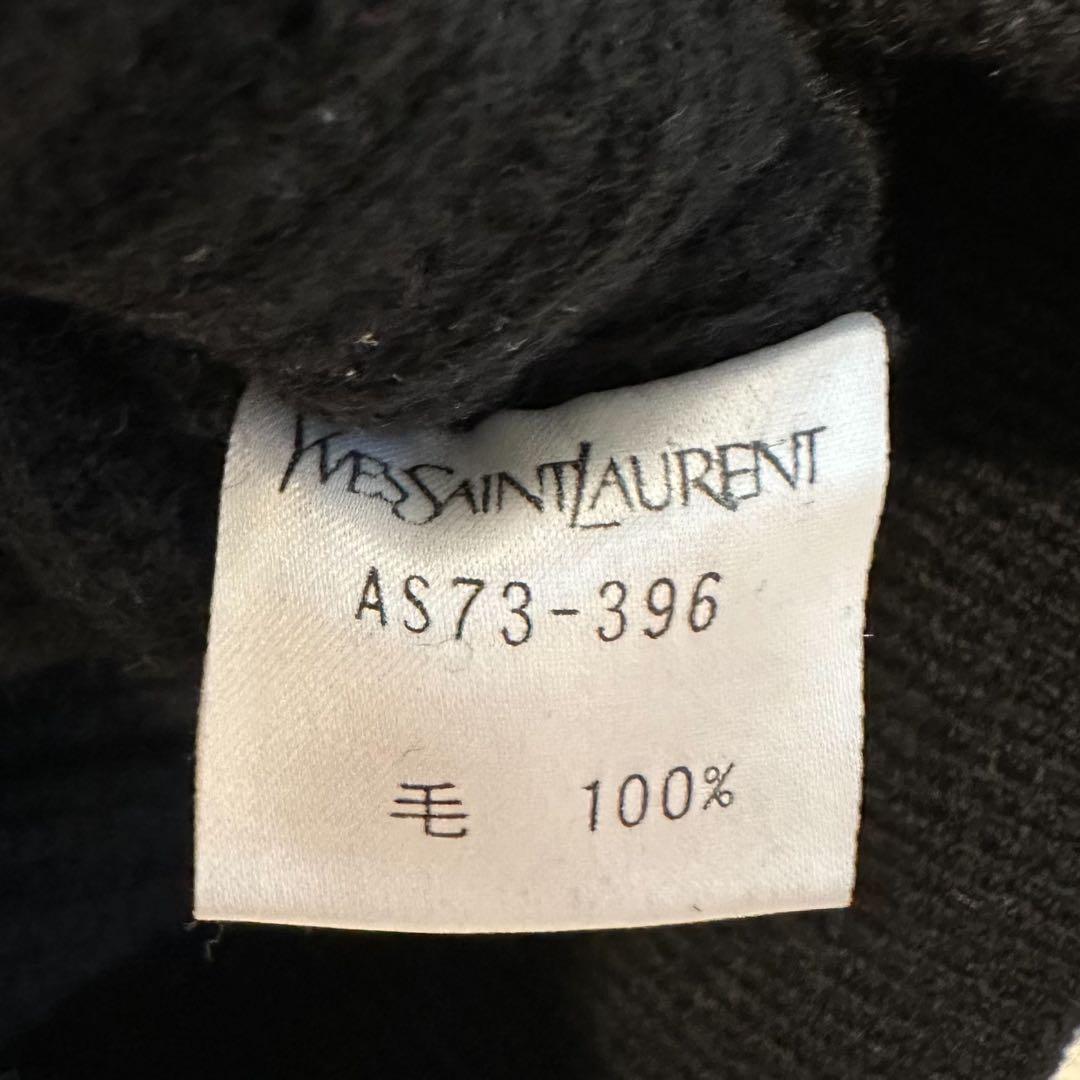 YVESSAINTLAURENT
AS73-396
毛 100%